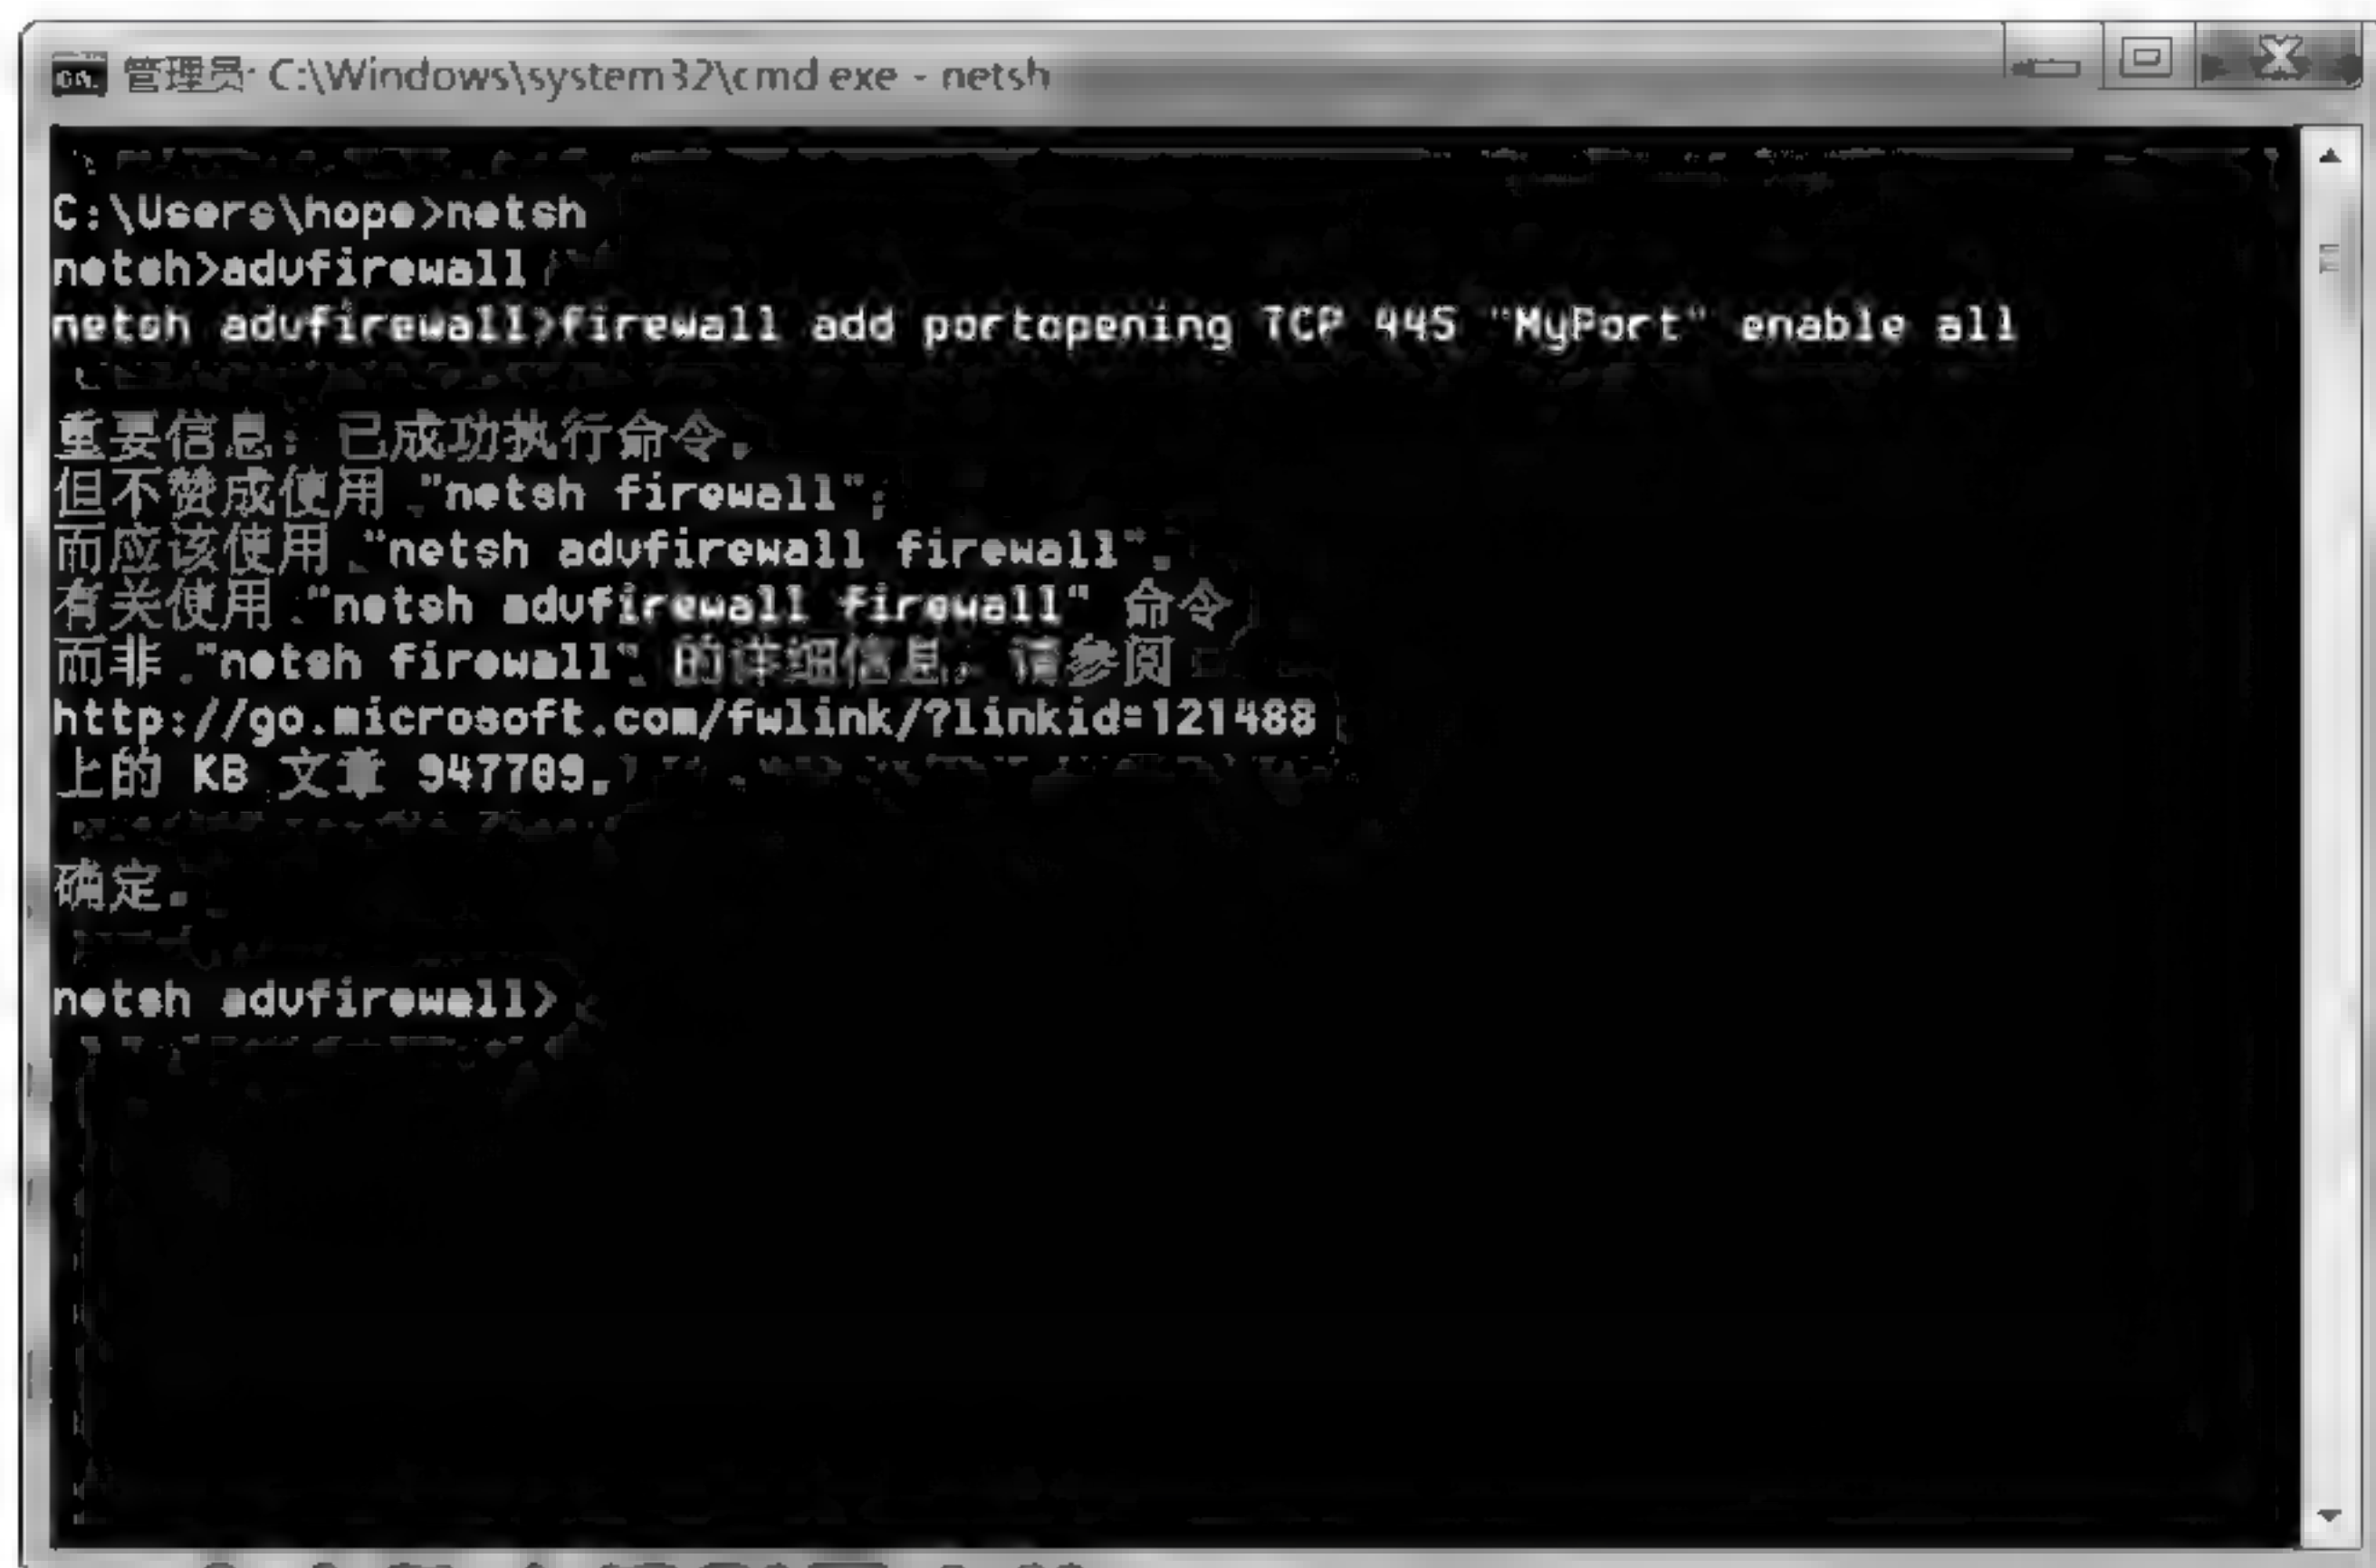 管理员: C:\Windows\system32\cmd.exe - netsh
C:\Users\hope>netsh
netsh>advfirewall
netsh advfirewall>firewall add portopening TCP 445 "MyPort" enable all
重要信息: 已成功执行命令。
但不赞成使用 "netsh firewall";
而应该使用 "netsh advfirewall firewall"。
有关使用 "netsh advfirewall firewall" 命令
而非 "netsh firewall" 的详细信息，请参阅
http://go.microsoft.com/fwlink/?linkid=121488
上的 KB 文章 947709。
确定。
netsh advfirewall>